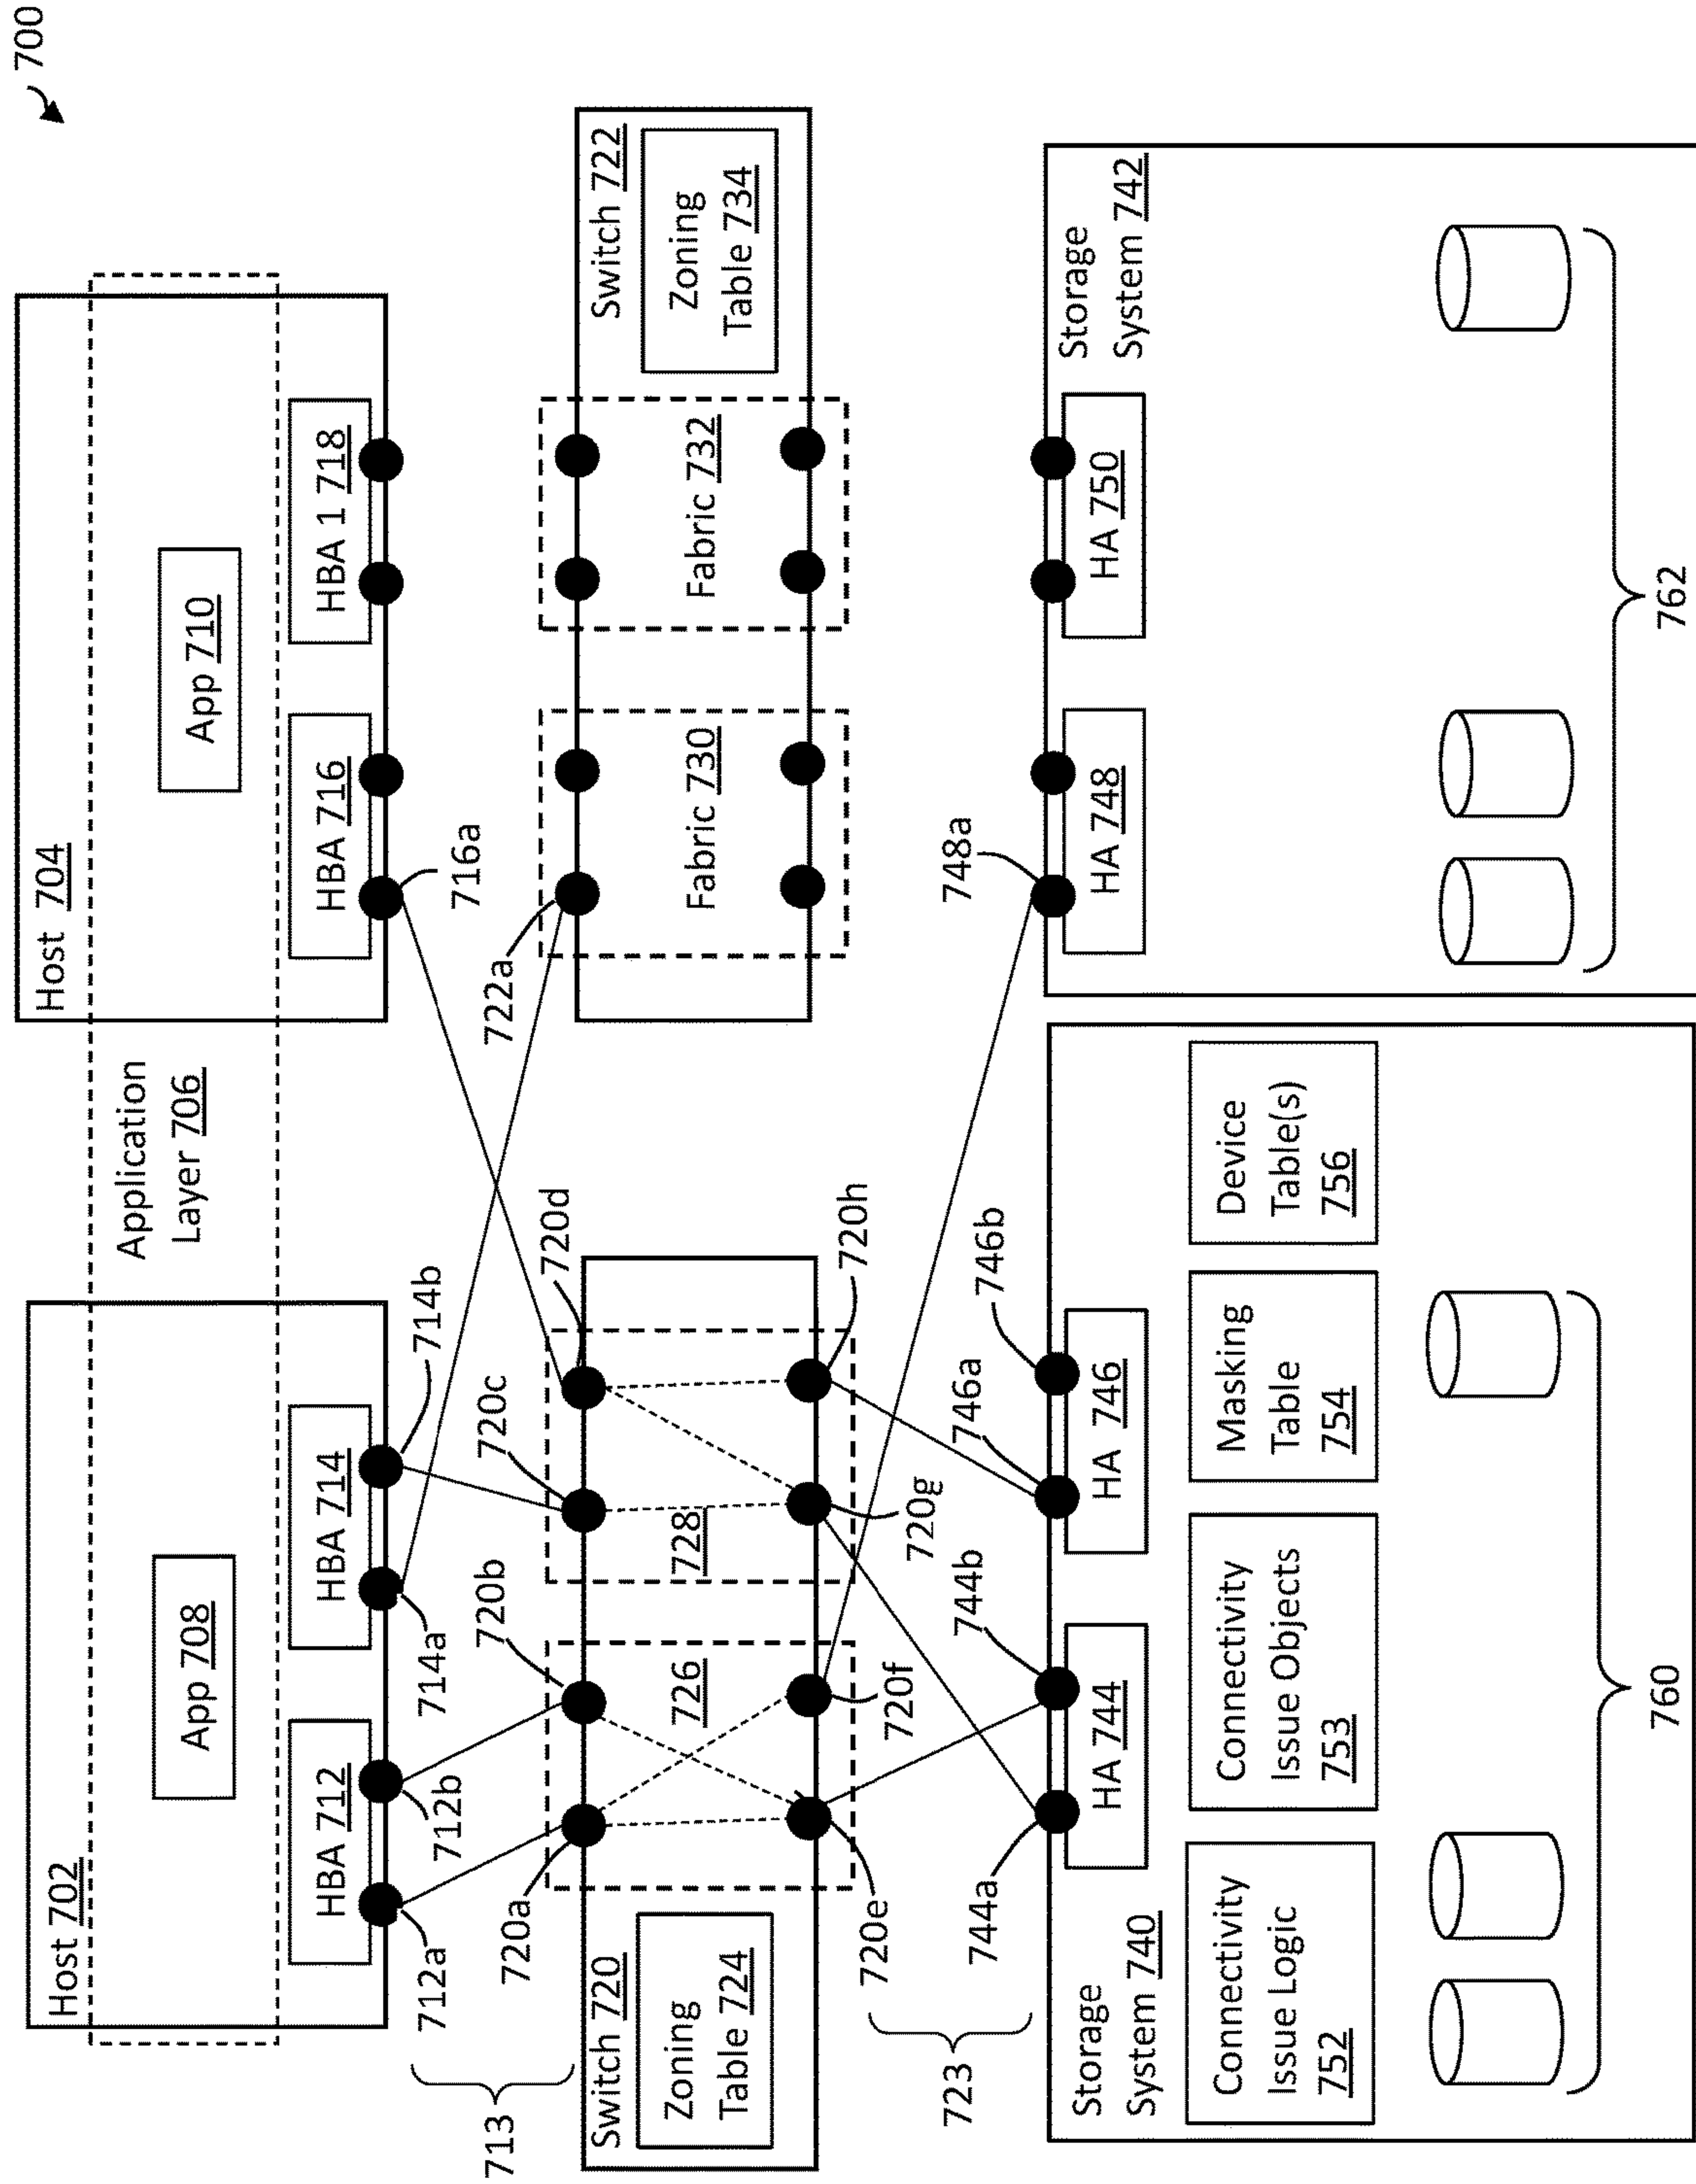 700
Host 702
Host 704
Application
Layer 706
App 708
App 710
HBA 712
HBA 714
HBA 716
HBA 1 718
712a
712b
714a
714b
716a
713
720a
720b
720c
720d
722a
Switch 720
Zoning
Table 724
726
728
Fabric 730
Fabric 732
Switch 722
Zoning
Table 734
720e
720f
720g
720h
723
744a
744b
746a
746b
748a
Storage
System 740
HA 744
HA 746
Storage
System 742
HA 748
HA 750
Connectivity
Issue Logic
752
Connectivity
Issue Objects
753
Masking
Table
754
Device
Table(s)
756
760
762